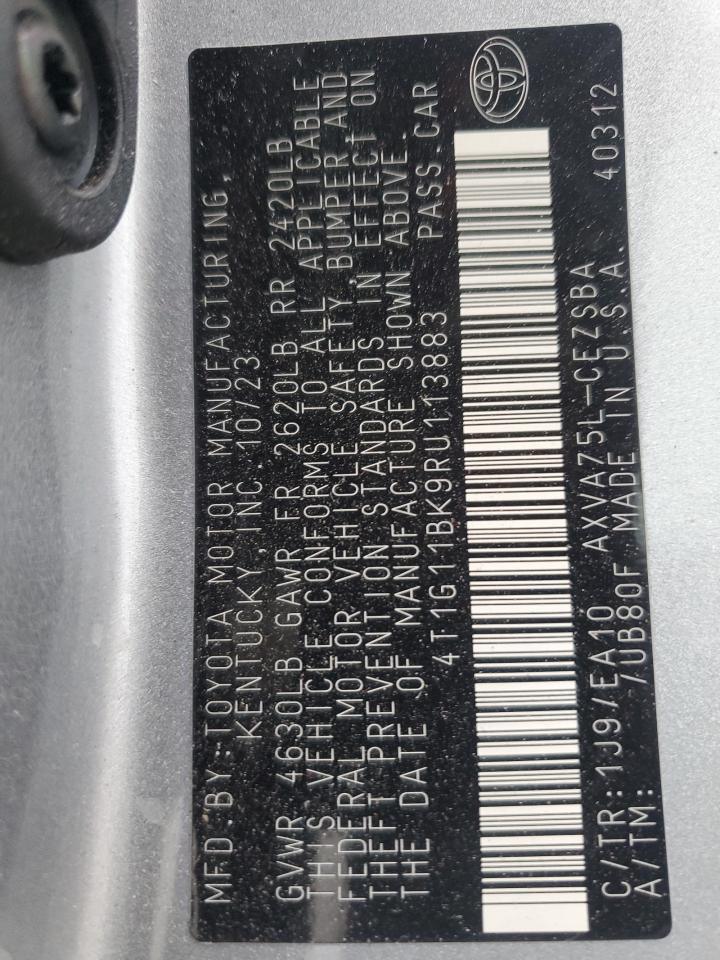 MFD.BY:TOYOTA MOTOR MANUFACTURING,
KENTUCKY,INC. 10/23
GVWR 4630LB GAWR FR 2620LB RR 2420LB
THIS VEHICLE CONFORMS TO ALL APPLICABLE
FEDERAL MOTOR VEHICLE SAFETY,BUMPER AND
THEFT PREVENTION STANDARDS IN EFFECT ON
THE DATE OF MANUFACTURE SHOWN ABOVE.
4T1G11BK9RU113883 PASS.CAR
C/TR:1J9/EA10 AXVA75L-CEZSBA
A/TM: -/UB80F MADE IN U.S.A. 40312